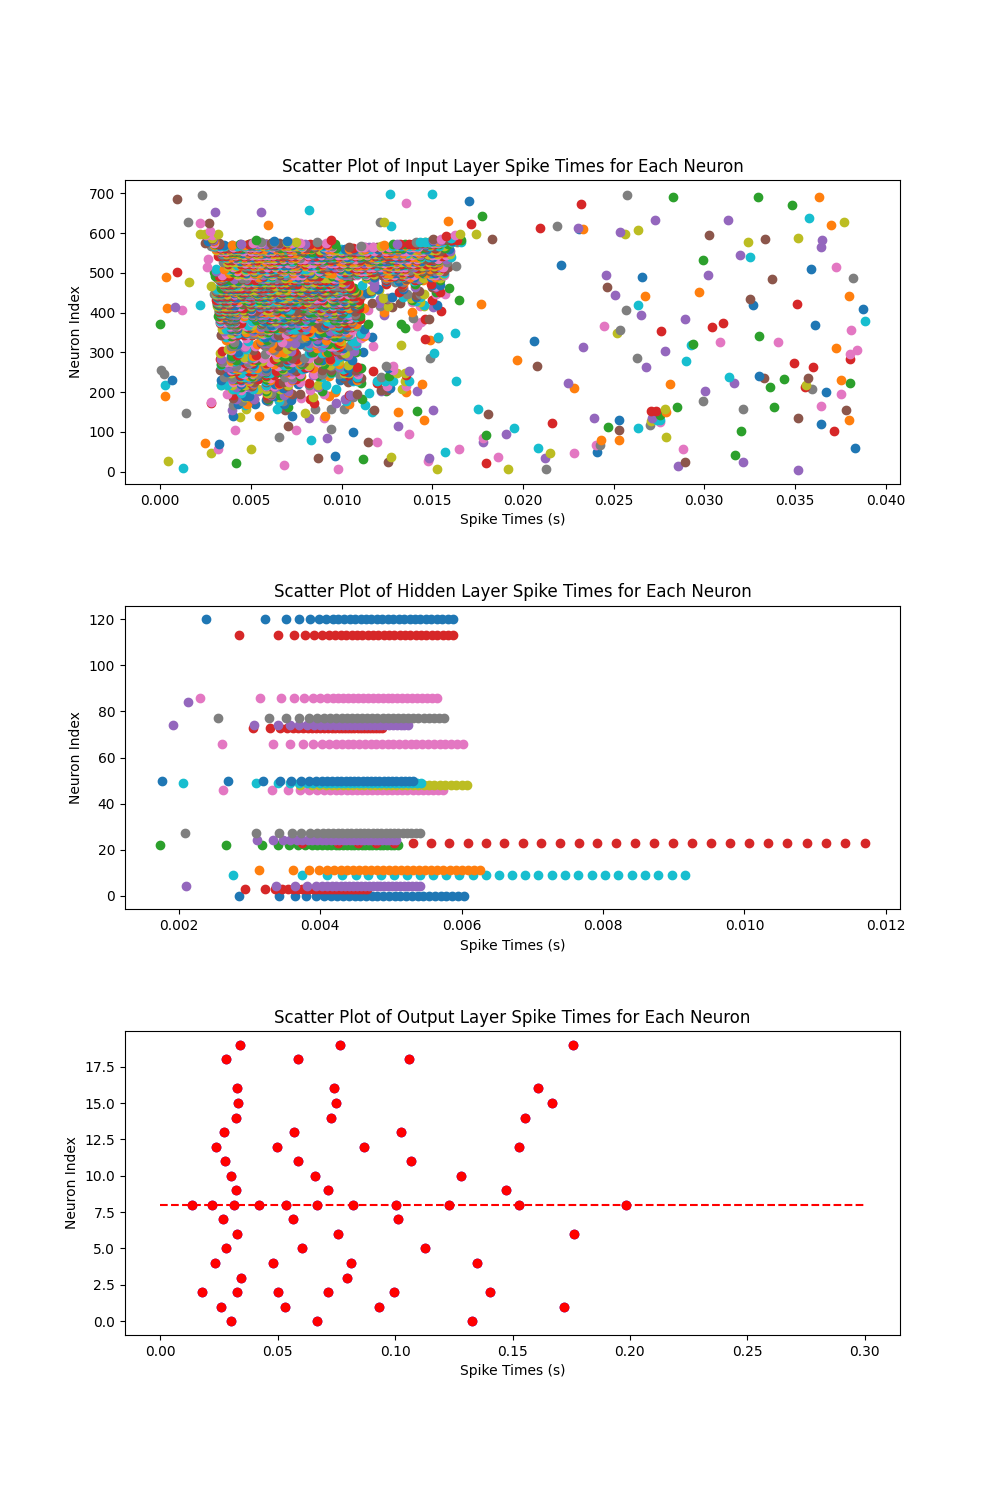 Scatter Plot of Input Layer Spike Times for Each Neuron
Neuron Index
700
600
500
400
300
200
100
0
0.000 0.005 0.010 0.015 0.020 0.025 0.030 0.035 0.040
Spike Times (s)
Scatter Plot of Hidden Layer Spike Times for Each Neuron
Neuron Index
120
100
80
60
40
20
0
0.002 0.004 0.006 0.008 0.010 0.012
Spike Times (s)
Scatter Plot of Output Layer Spike Times for Each Neuron
Neuron Index
17.5
15.0
12.5
10.0
7.5
5.0
2.5
0.0
0.00 0.05 0.10 0.15 0.20 0.25 0.30
Spike Times (s)